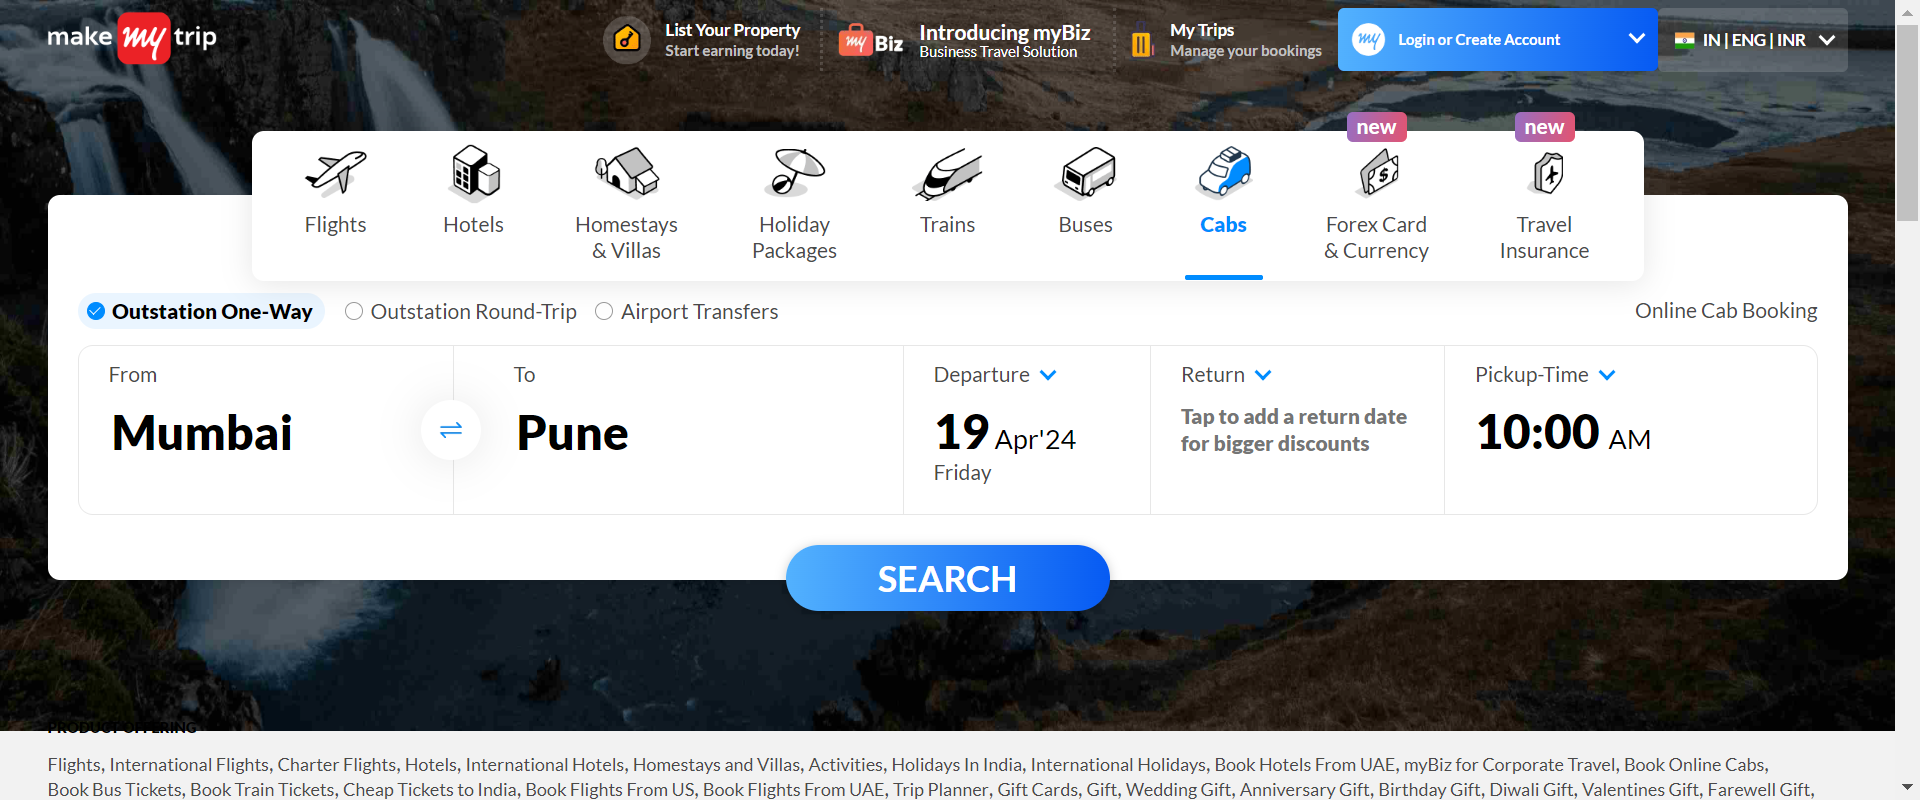 make my trip
List Your Property
Start earning today!
my Biz
Introducing myBiz
Business Travel Solution
My Trips
Manage your bookings
my
Login or Create Account
IN | ENG | INR
new
new
Flights
Hotels
Homestays
& Villas
Holiday
Packages
Trains
Buses
Cabs
Forex Card
& Currency
Travel
Insurance
Outstation One-Way
Outstation Round-Trip
Airport Transfers
Online Cab Booking
From
Mumbai
To
Pune
Departure
19 Apr'24
Friday
Return
Tap to add a return date
for bigger discounts
Pickup-Time
10:00 AM
SEARCH
PRODUCT OFFERING
Flights, International Flights, Charter Flights, Hotels, International Hotels, Homestays and Villas, Activities, Holidays In India, International Holidays, Book Hotels From UAE, myBiz for Corporate Travel, Book Online Cabs,
Book Bus Tickets, Book Train Tickets, Cheap Tickets to India, Book Flights From US, Book Flights From UAE, Trip Planner, Gift Cards, Gift, Wedding Gift, Anniversary Gift, Birthday Gift, Diwali Gift, Valentines Gift, Farewell Gift,